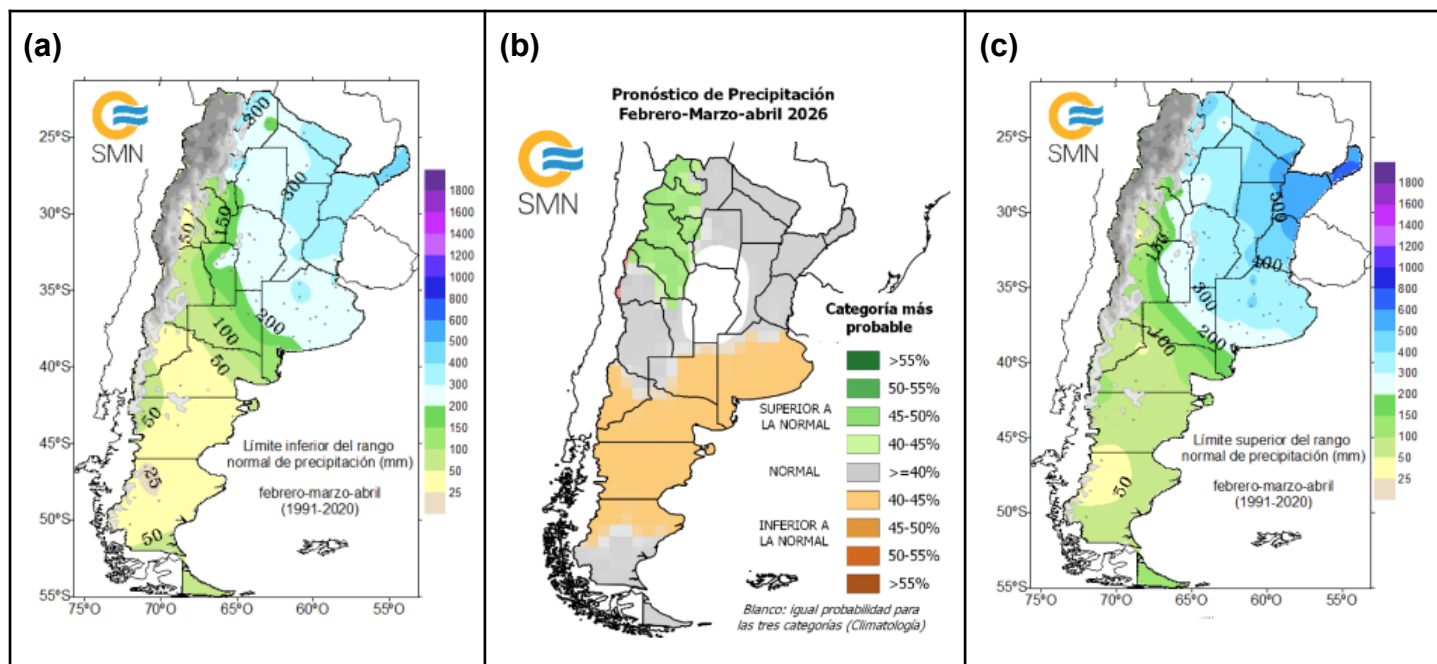 (a)
SMN
300
300
150
50
200
100
50
50
25
50
25°S
30°S
35°S
40°S
45°S
50°S
55°S
75°O
70°O
65°O
60°O
55°O
1800
1600
1400
1200
1000
800
600
500
400
300
200
150
100
50
25
Límite inferior del rango
normal de precipitación (mm)
febrero-marzo-abril
(1991-2020)
(b)
Pronóstico de Precipitación
Febrero-Marzo-abril 2026
SMN
Categoría más
probable
>55%
50-55%
SUPERIOR A
LA NORMAL
45-50%
40-45%
NORMAL
>=40%
40-45%
INFERIOR A
LA NORMAL
45-50%
50-55%
>55%
Blanco: igual probabilidad para
las tres categorías (Climatología)
(c)
SMN
500
400
300
200
100
50
25°S
30°S
35°S
40°S
45°S
50°S
55°S
75°O
70°O
65°O
60°O
55°O
1800
1600
1400
1200
1000
800
600
500
400
300
200
150
100
50
25
Límite superior del rango
normal de precipitación (mm)
febrero-marzo-abril
(1991-2020)